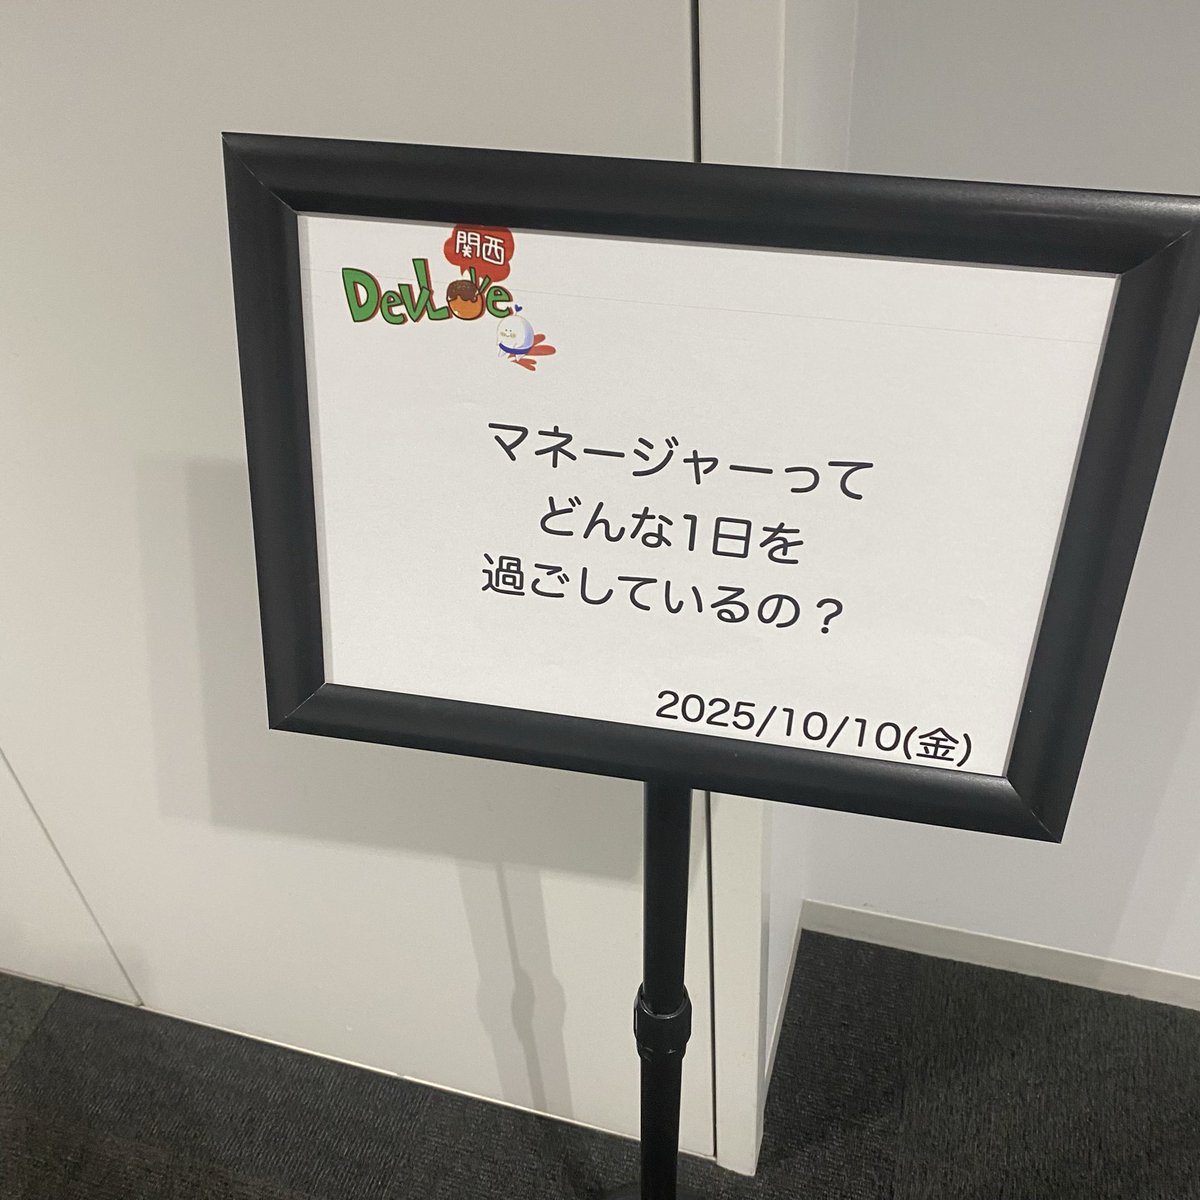 関西
DevLove
マネージャーって
どんな1日を
過ごしているの？
2025/10/10(金)